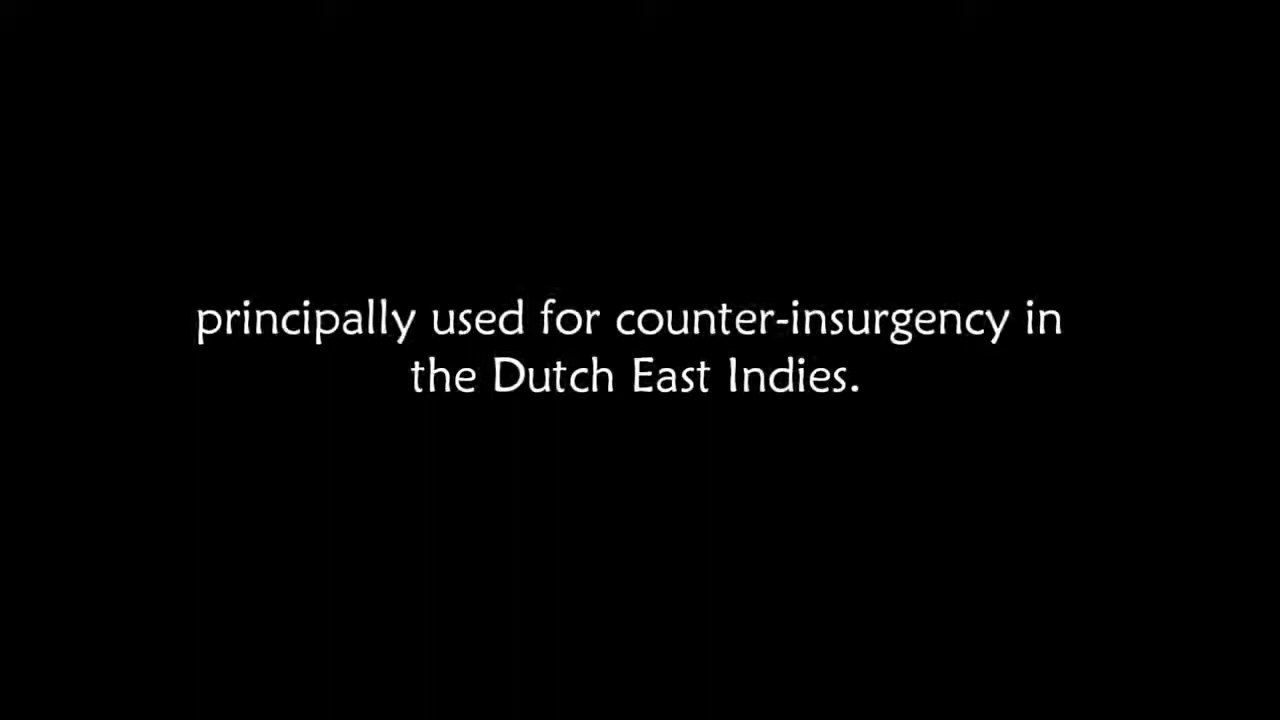 principally used for counter-insurgency in
the Dutch East Indies.